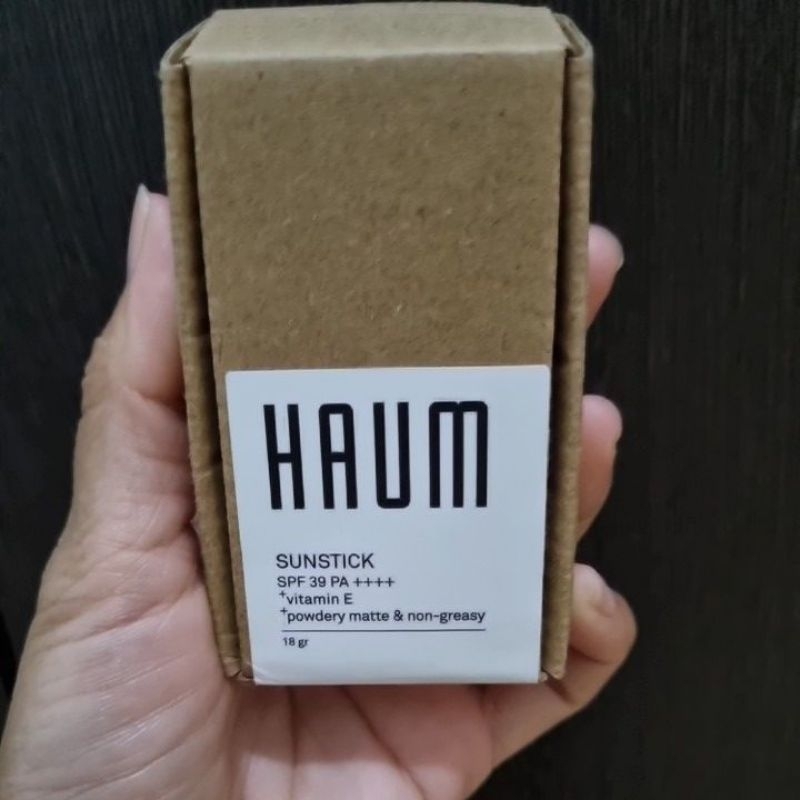 HAUM
SUNSTICK
SPF 39 PA ++++
+vitamin E
+powdery matte & non-greasy
18 gr